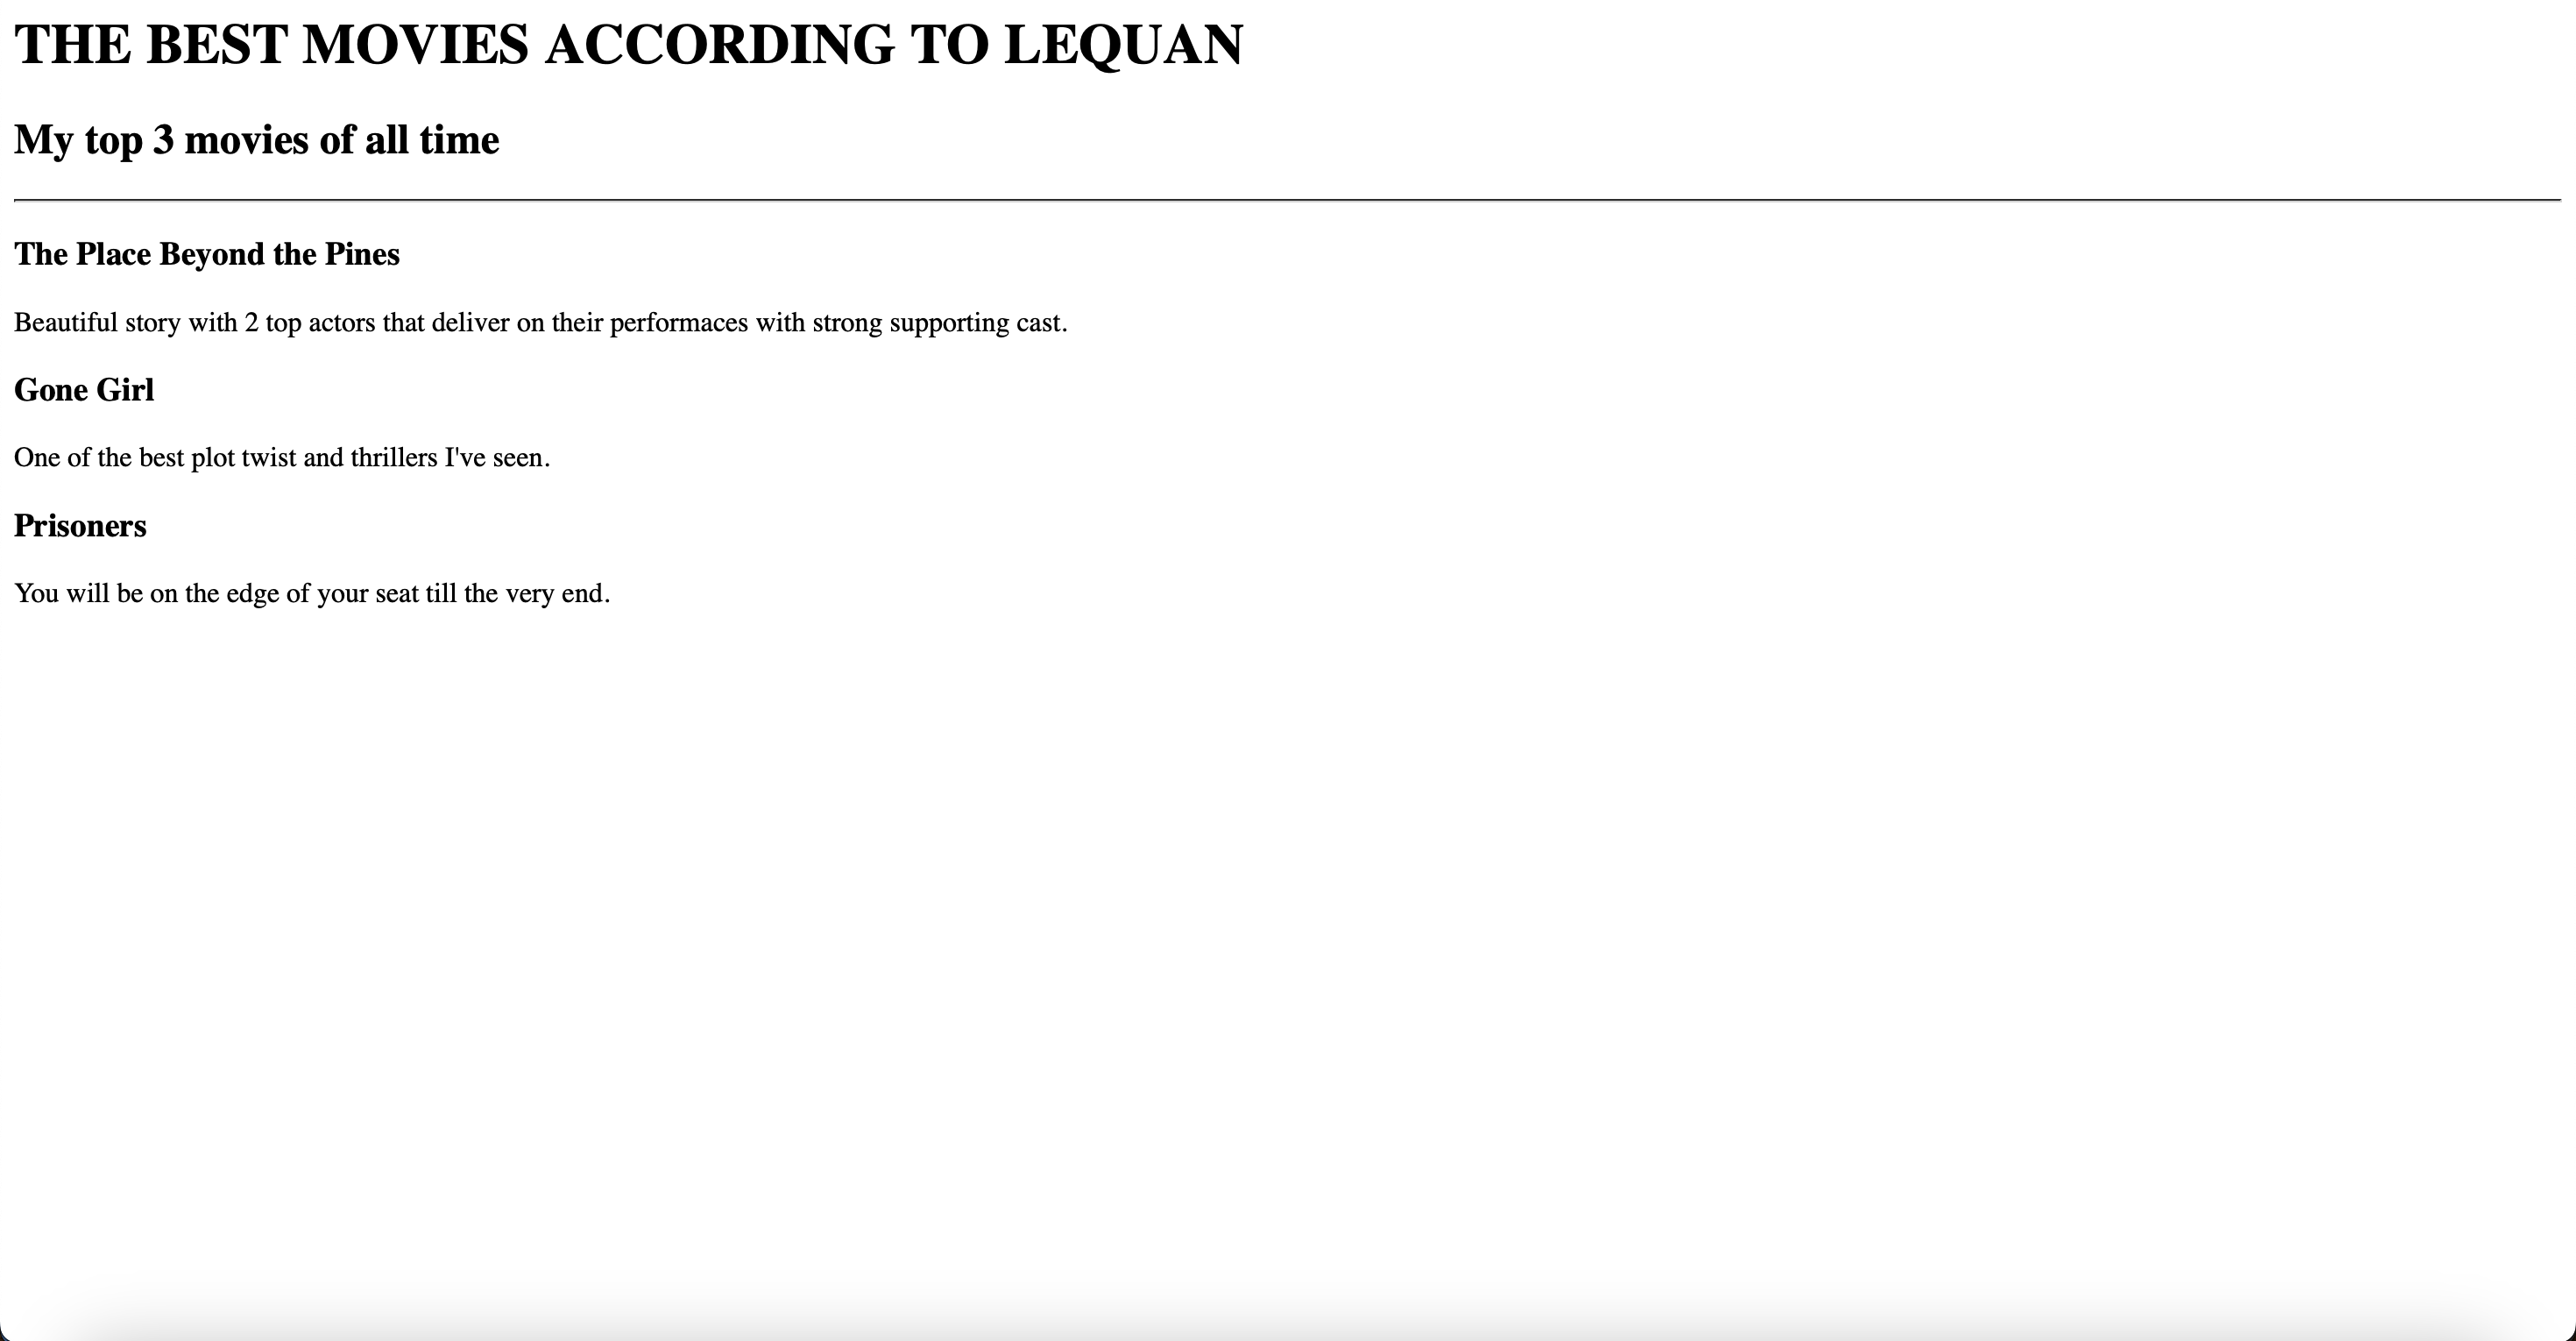 THE BEST MOVIES ACCORDING TO LEQUAN
My top 3 movies of all time
The Place Beyond the Pines
Beautiful story with 2 top actors that deliver on their performaces with strong supporting cast.
Gone Girl
One of the best plot twist and thrillers I've seen.
Prisoners
You will be on the edge of your seat till the very end.